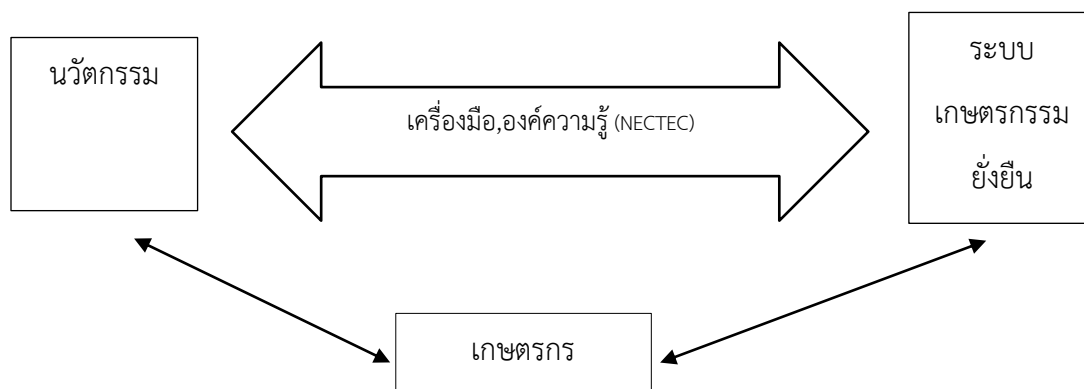 นวัตกรรม
เครื่องมือ,องค์ความรู้ (NECTEC)
ระบบ
เกษตรกรรม
ยั่งยืน
เกษตรกร